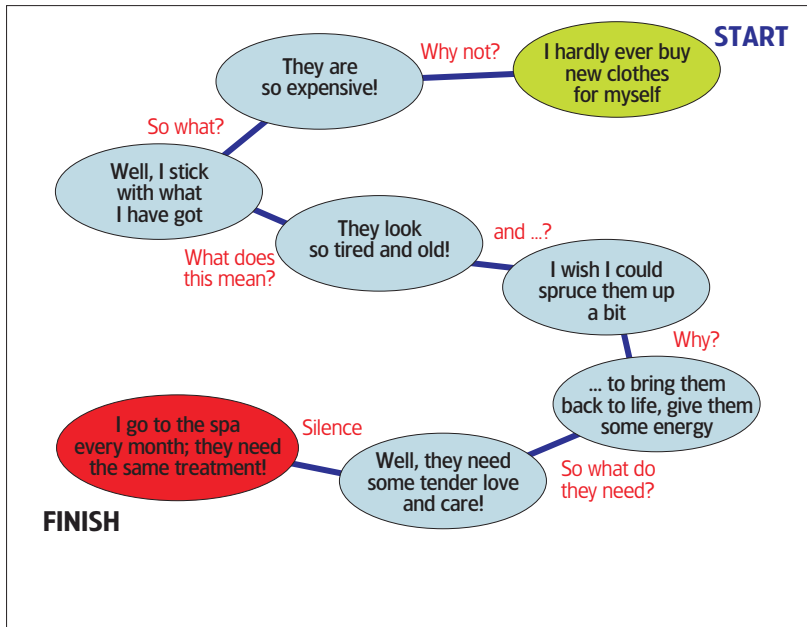 START
I hardly ever buy
new clothes
for myself
Why not?
They are
so expensive!
So what?
Well, I stick
with what
I have got
What does
this mean?
They look
so tired and old!
and ...?
I wish I could
spruce them up
a bit
Why?
... to bring them
back to life, give them
some energy
So what do
they need?
Well, they need
some tender love
and care!
Silence
I go to the spa
every month; they need
the same treatment!
FINISH